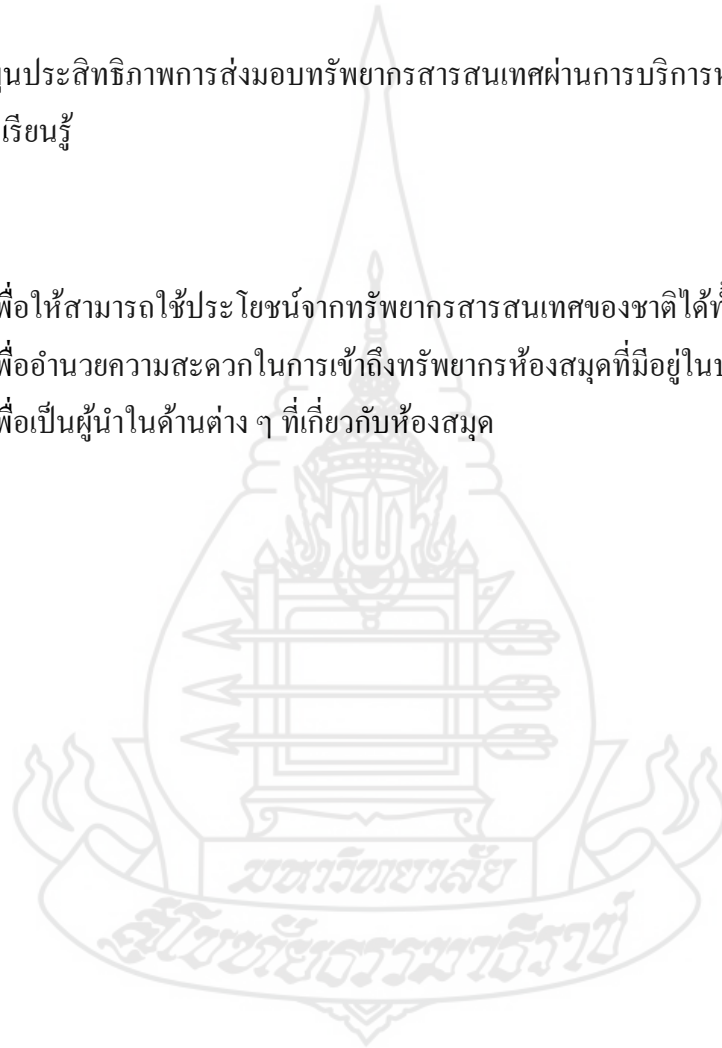 ประสิทธิภาพการส่งมอบทรัพยากรสารสนเทศผ่านการบริการ
เรียนรู้
เพื่อให้สามารถใช้ประโยชน์จากทรัพยากรสารสนเทศของชาติได้
เพื่ออำนวยความสะดวกในการเข้าถึงทรัพยากรห้องสมุดที่มีอยู่ใน
เพื่อเป็นผู้นำในด้านต่าง ๆ ที่เกี่ยวกับห้องสมุด
มหาวิทยาลัย
สุโขทัยธรรมาธิราช